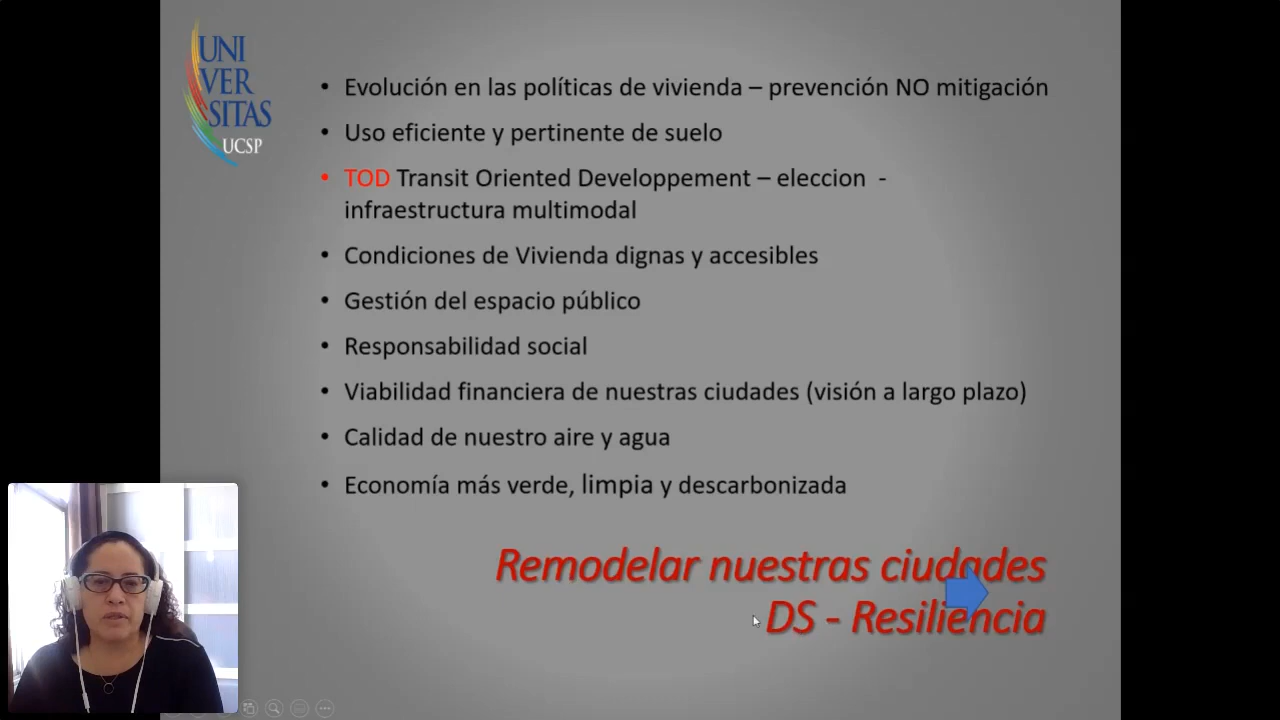 UNI
VER
SITAS
UCSP
• Evolución en las políticas de vivienda – prevención NO mitigación
• Uso eficiente y pertinente de suelo
• TOD Transit Oriented Developpement – eleccion -
infraestructura multimodal
• Condiciones de Vivienda dignas y accesibles
• Gestión del espacio público
• Responsabilidad social
• Viabilidad financiera de nuestras ciudades (visión a largo plazo)
• Calidad de nuestro aire y agua
• Economía más verde, limpia y descarbonizada
Remodelar nuestras ciudades
DS - Resiliencia